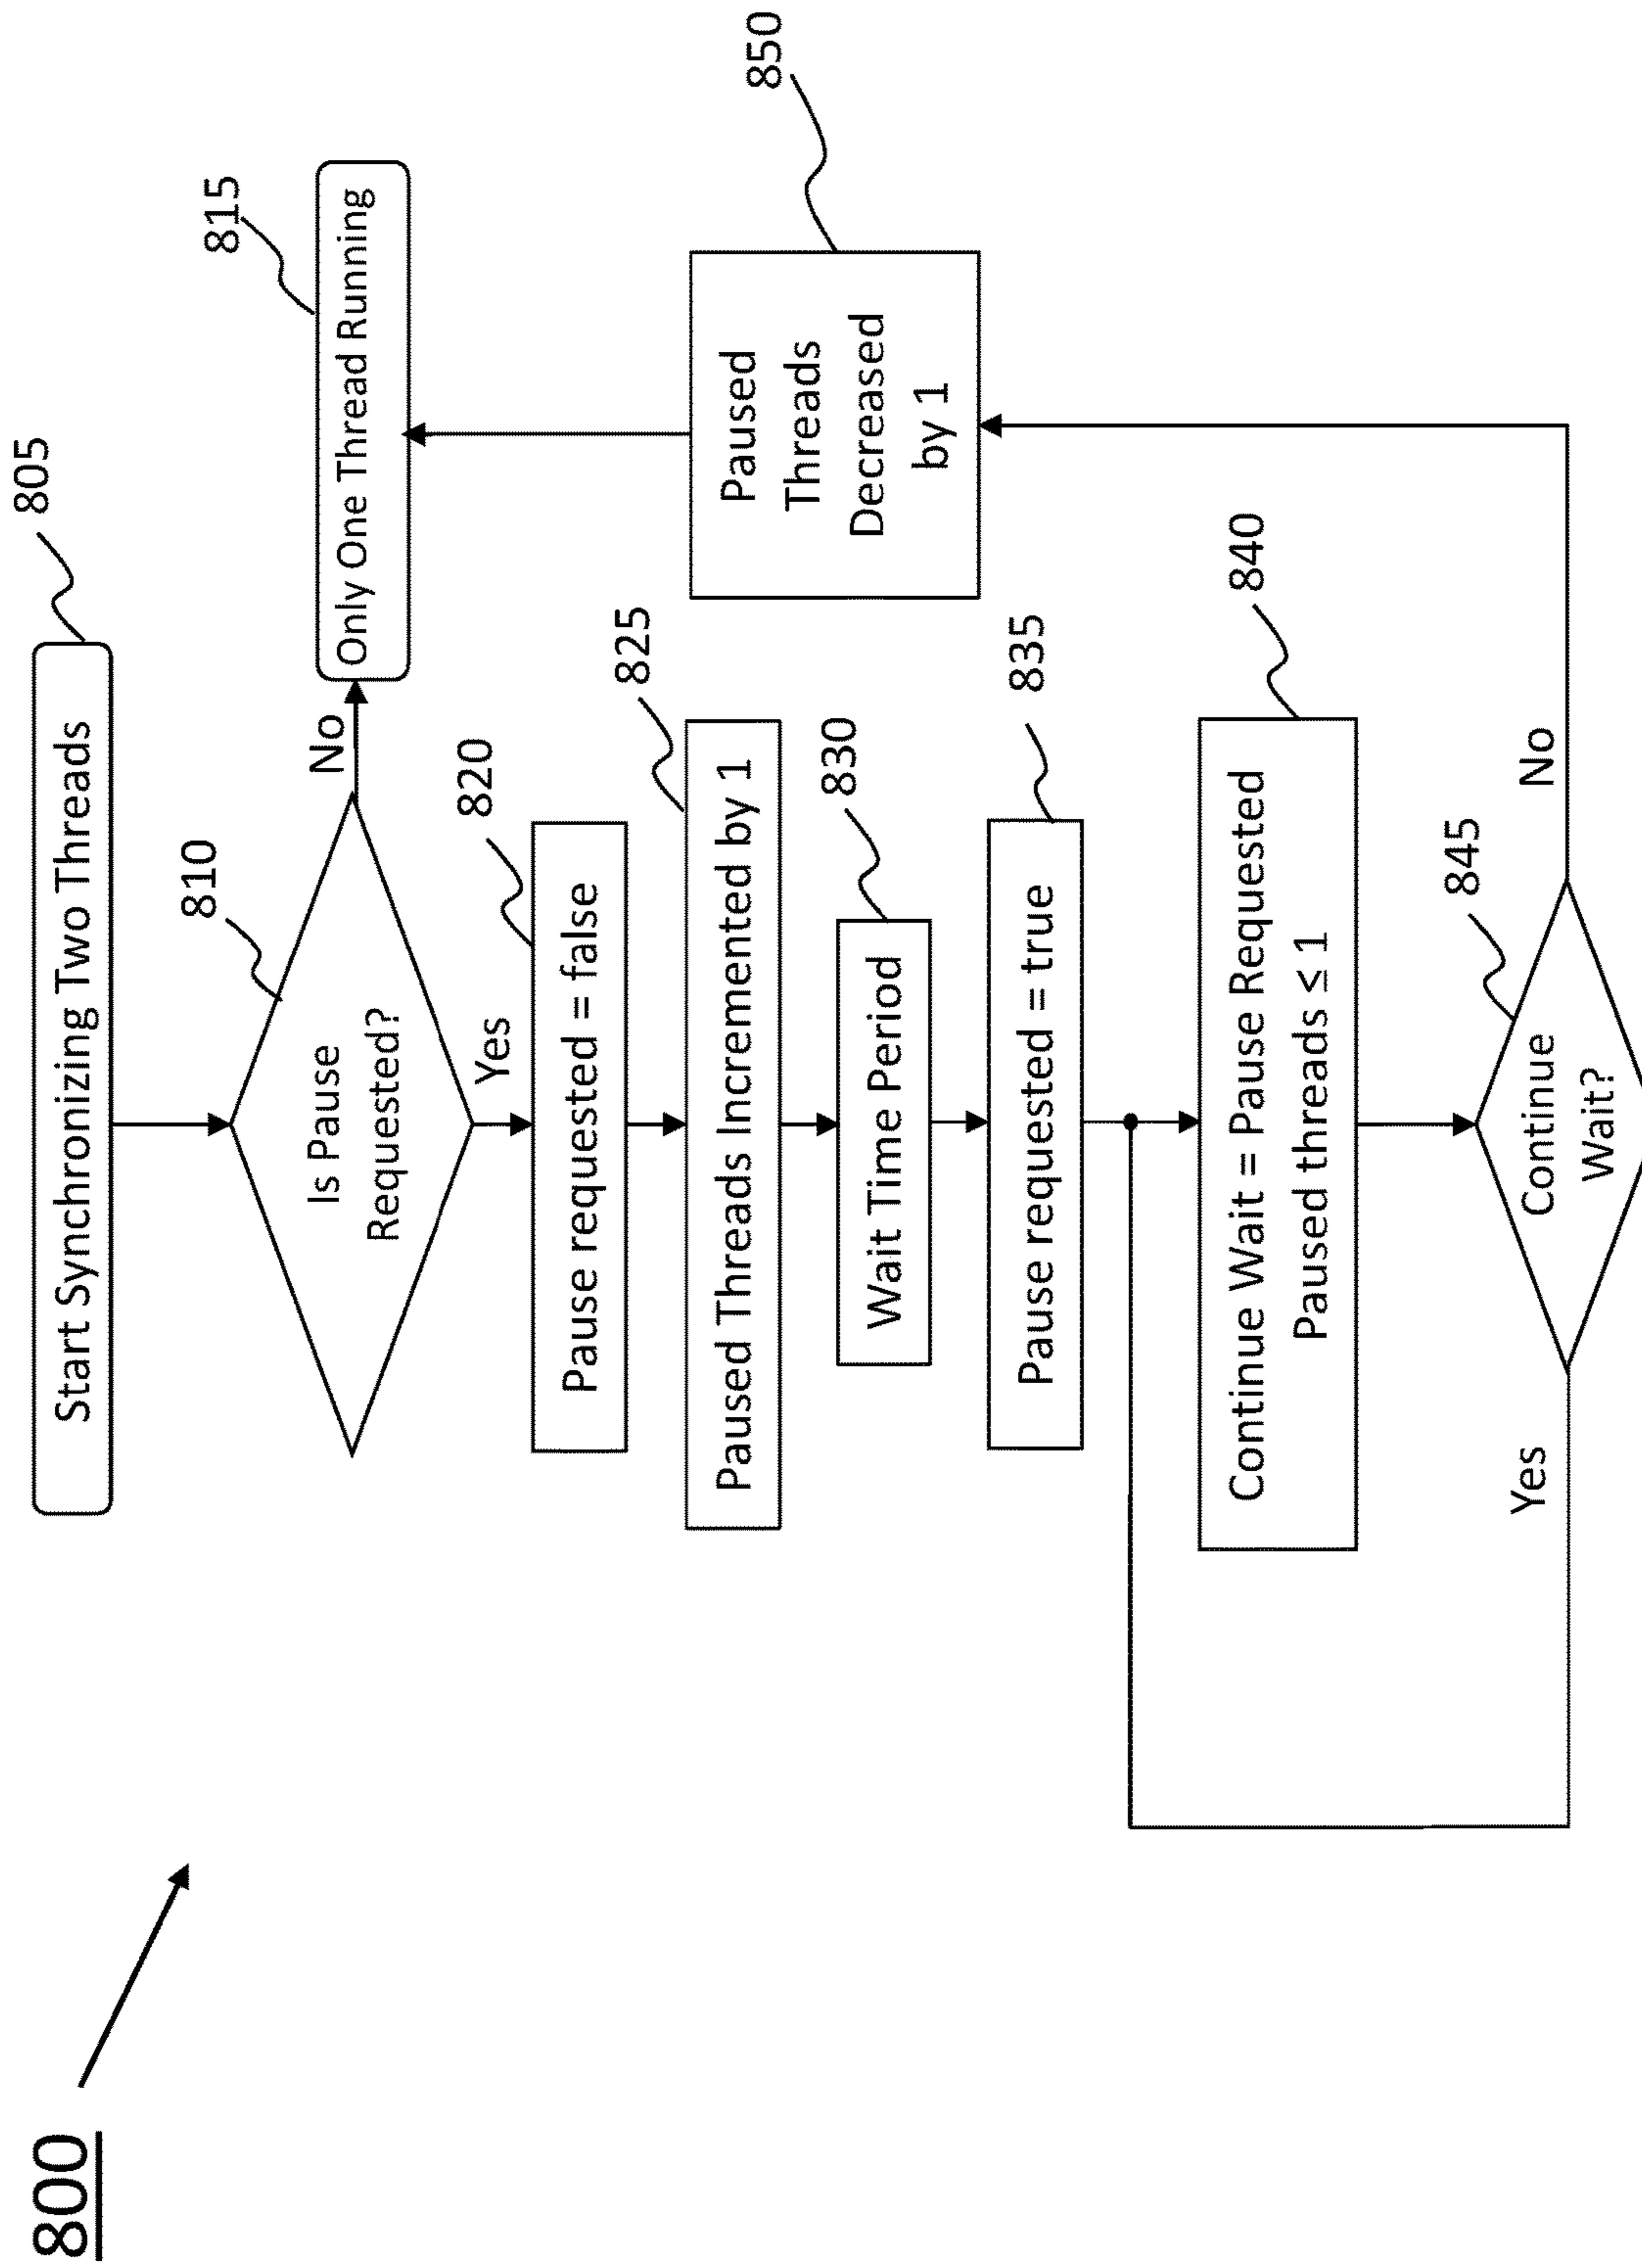 800
Start Synchronizing Two Threads
805
Is Pause
Requested?
810
No
Only One Thread Running
815
Yes
Pause requested = false
820
Paused Threads Incremented by 1
825
Wait Time Period
830
Pause requested = true
835
Continue Wait = Pause Requested
Paused threads ≤ 1
840
Continue
Wait?
845
Yes
No
Paused
Threads
Decreased
by 1
850